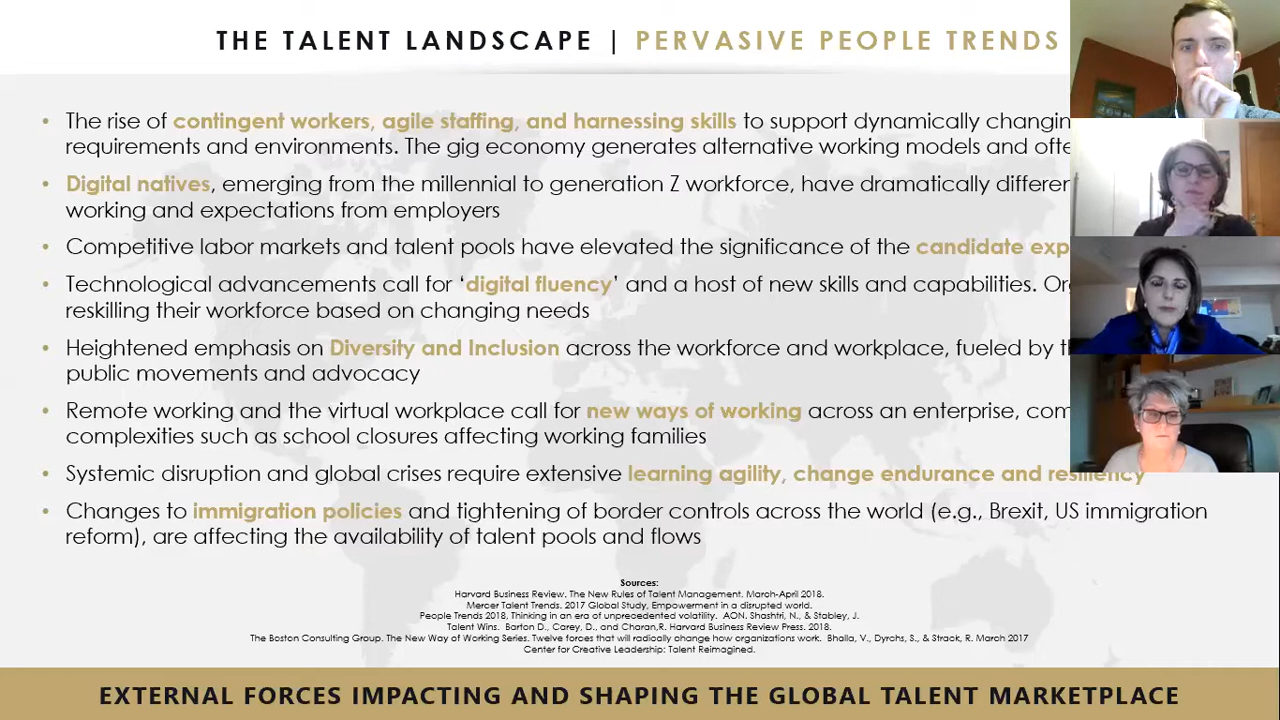 THE TALENT LANDSCAPE | PERVASIVE PEOPLE TRENDS
• The rise of contingent workers, agile staffing, and harnessing skills to support dynamically changin
requirements and environments. The gig economy generates alternative working models and ofte
• Digital natives, emerging from the millennial to generation Z workforce, have dramatically differen
working and expectations from employers
• Competitive labor markets and talent pools have elevated the significance of the candidate exp
• Technological advancements call for ‘digital fluency’ and a host of new skills and capabilities. Or
reskilling their workforce based on changing needs
• Heightened emphasis on Diversity and Inclusion across the workforce and workplace, fueled by th
public movements and advocacy
• Remote working and the virtual workplace call for new ways of working across an enterprise, com
complexities such as school closures affecting working families
• Systemic disruption and global crises require extensive learning agility, change endurance and resiliency
• Changes to immigration policies and tightening of border controls across the world (e.g., Brexit, US immigration
reform), are affecting the availability of talent pools and flows
Sources:
Harvard Business Review. The New Rules of Talent Management. March-April 2018.
Mercer Talent Trends. 2017 Global Study, Empowerment in a disrupted world.
People Trends 2018, Thinking in an era of unprecedented volatility. AON. Shashtri, N., & Stabley, J.
Talent Wins. Barton D., Carey, D., and Charan,R. Harvard Business Review Press. 2018.
The Boston Consulting Group. The New Way of Working Series. Twelve forces that will radically change how organizations work. Bhalla, V., Dyrchs, S., & Strack, R. March 2017
Center for Creative Leadership: Talent Reimagined.
EXTERNAL FORCES IMPACTING AND SHAPING THE GLOBAL TALENT MARKETPLACE